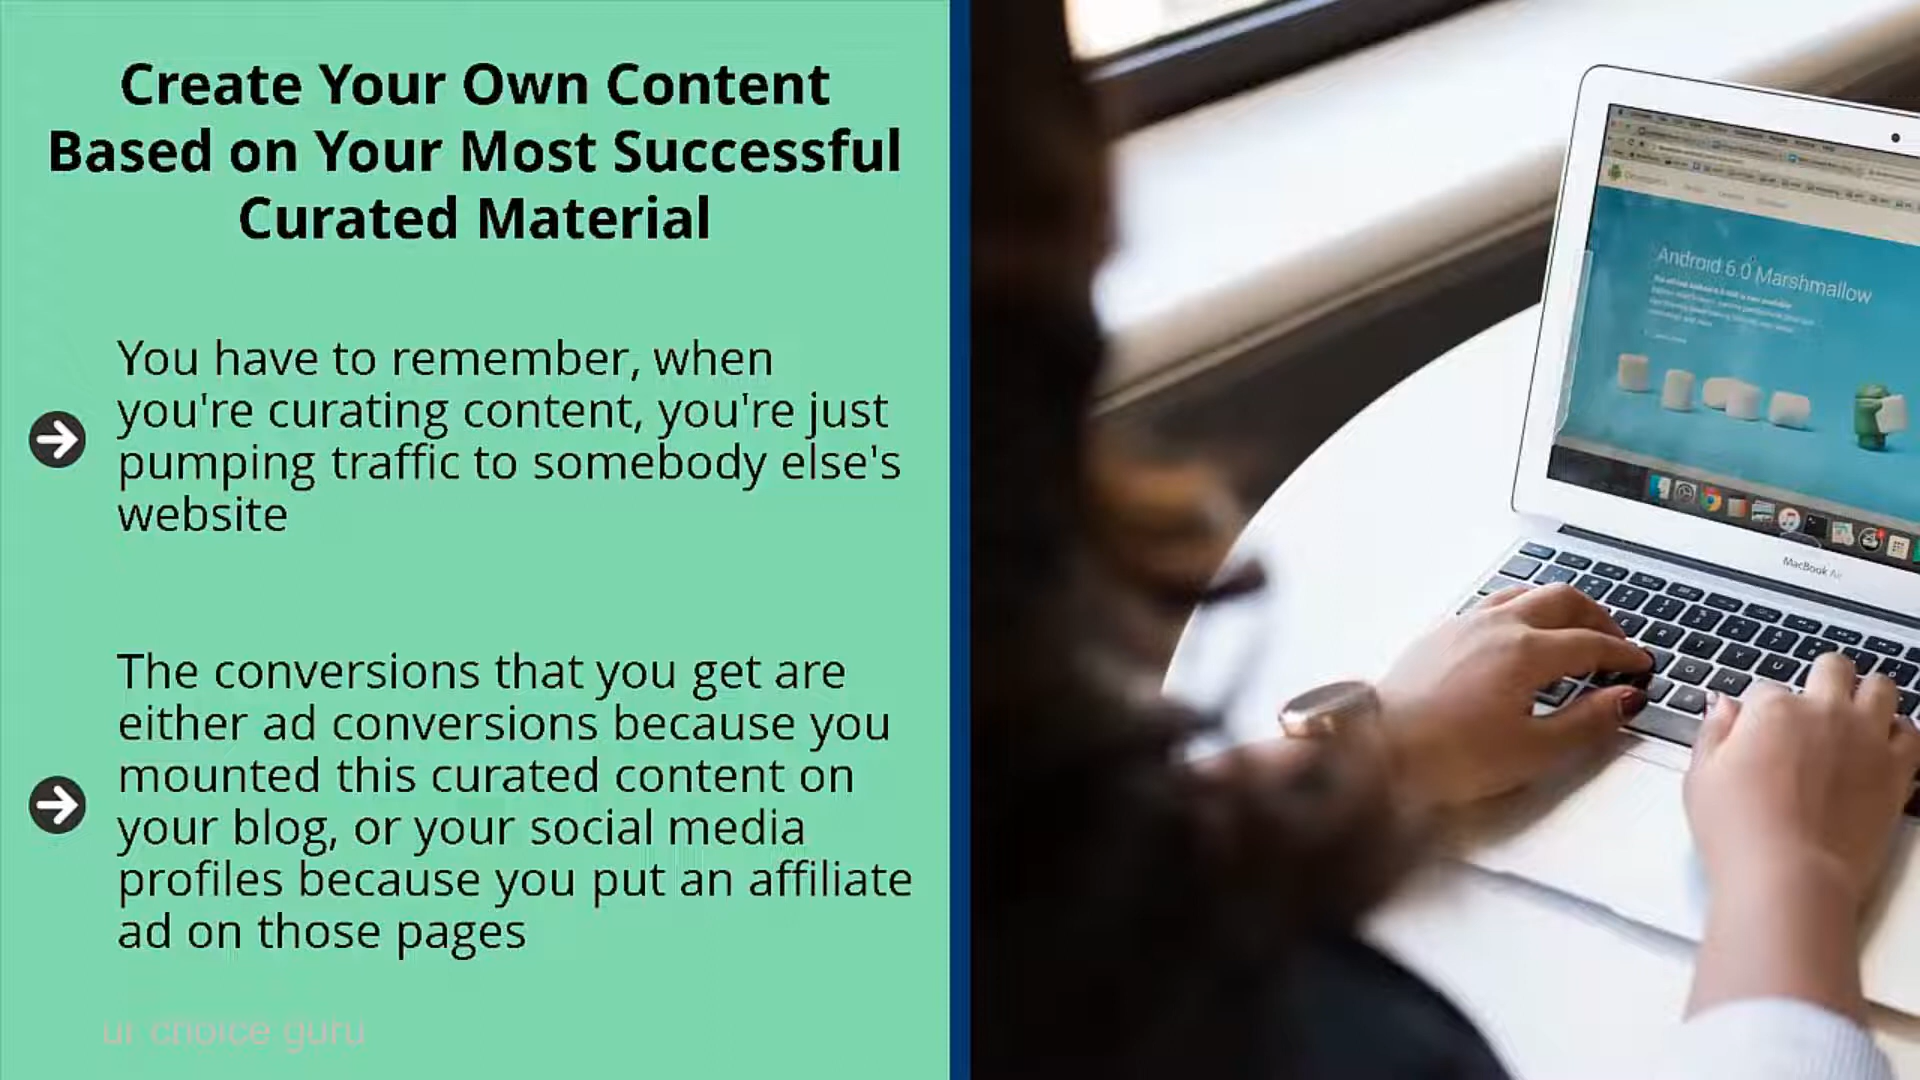 Create Your Own Content
Based on Your Most Successful
Curated Material
You have to remember, when
you're curating content, you're just
pumping traffic to somebody else's
website
The conversions that you get are
either ad conversions because you
mounted this curated content on
your blog, or your social media
profiles because you put an affiliate
ad on those pages
ur choice guru
Android 6.0 Marshmallow
MacBook Air